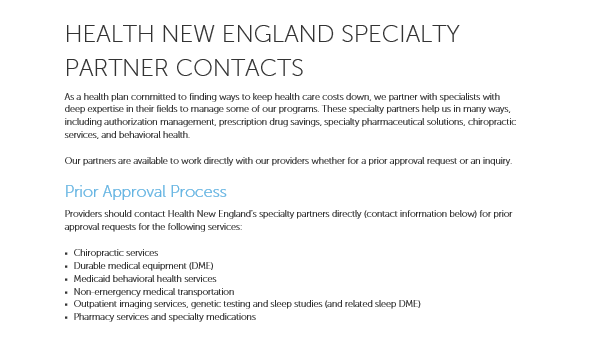 HEALTH NEW ENGLAND SPECIALTY
PARTNER CONTACTS
As a health plan committed to finding ways to keep health care costs down, we partner with specialists with
deep expertise in their fields to manage some of our programs. These specialty partners help us in many ways,
including authorization management, prescription drug savings, specialty pharmaceutical solutions, chiropractic
services, and behavioral health.
Our partners are available to work directly with our providers whether for a prior approval request or an inquiry.
Prior Approval Process
Providers should contact Health New England's specialty partners directly (contact information below) for prior
approval requests for the following services:
• Chiropractic services
• Durable medical equipment (DME)
• Medicaid behavioral health services
• Non-emergency medical transportation
• Outpatient imaging services, genetic testing and sleep studies (and related sleep DME)
• Pharmacy services and specialty medications